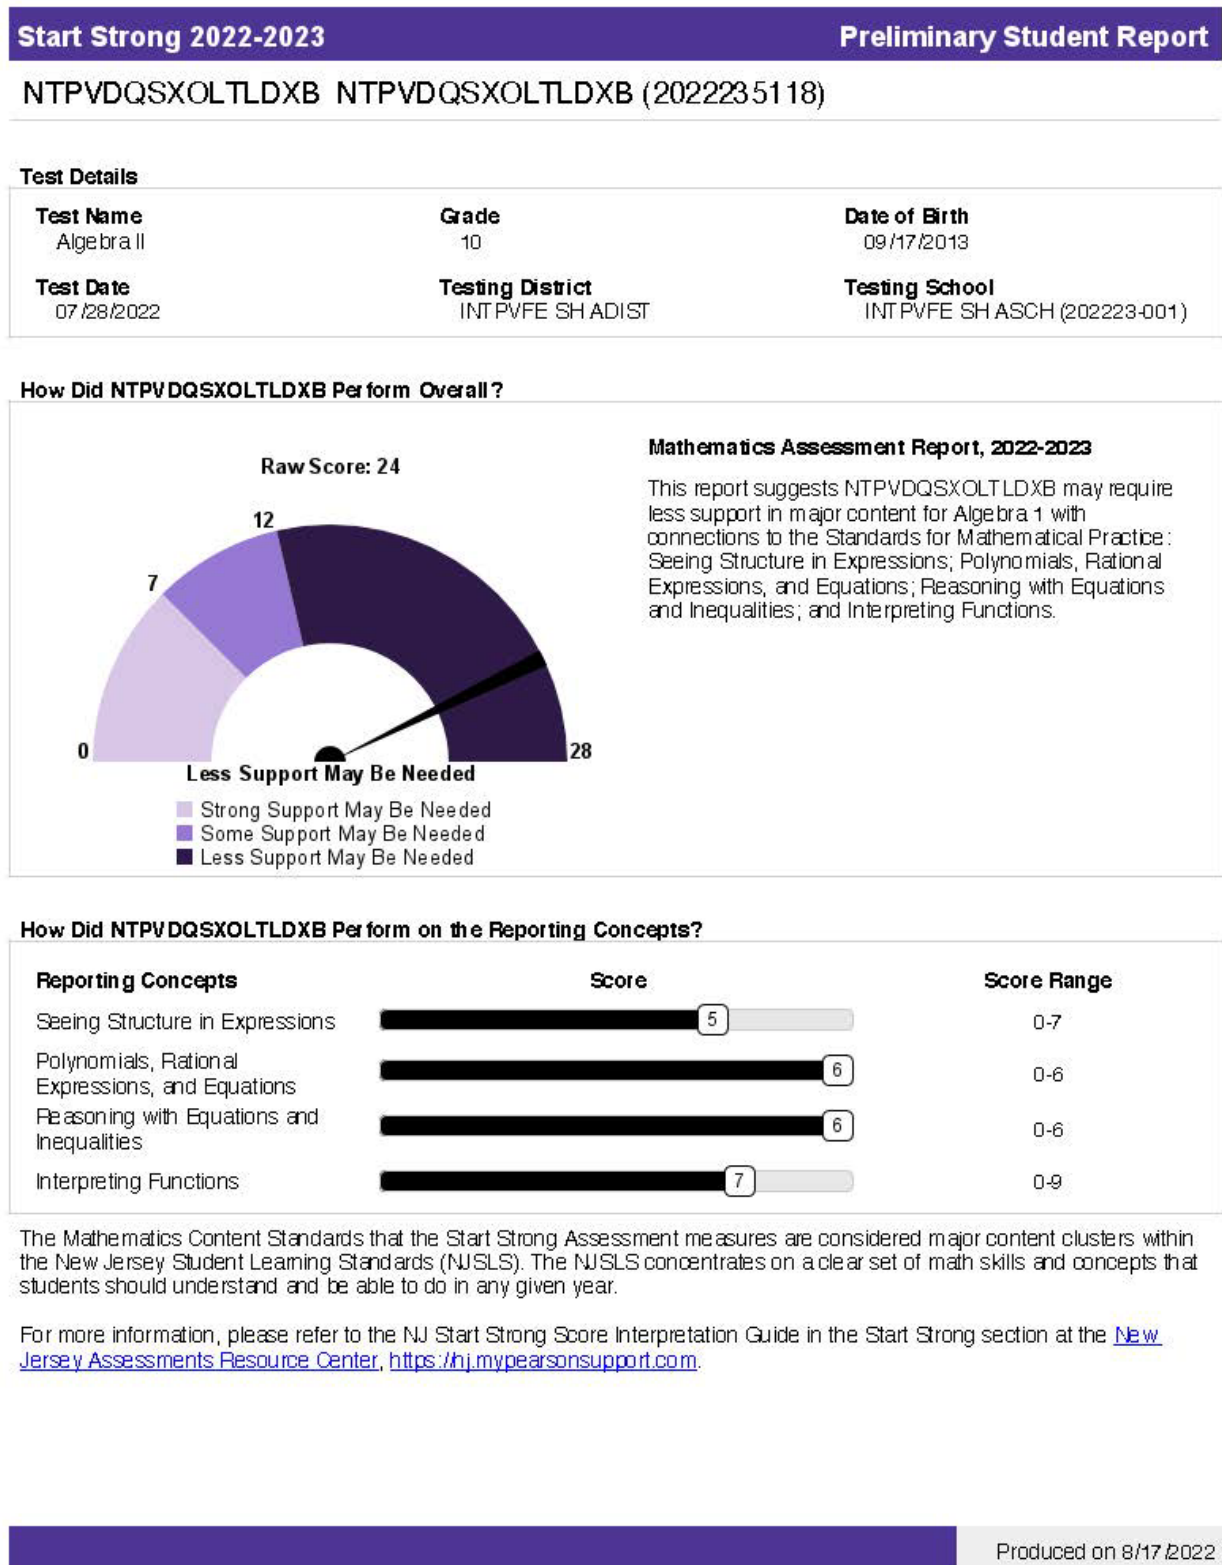 Start Strong 2022-2023
Preliminary Student Report
NTPVDQSXOLTLDXB NTPVDQSXOLTLDXB (2022235118)
Test Details
Test Name
Grade
Date of Birth
Algebra II
10
09/17/2013
Test Date
Testing District
Testing School
07/28/2022
INTPVFE SH ADIST
INTPVFE SH ASCH (202223-001)
How Did NTPVDQSXOLTLDXB Perform Overall?
Raw Score: 24
0
7
12
28
Less Support May Be Needed
Strong Support May Be Needed
Some Support May Be Needed
Less Support May Be Needed
Mathematics Assessment Report, 2022-2023
This report suggests NTPVDQSXOLTLDXB may require
less support in major content for Algebra 1 with
connections to the Standards for Mathematical Practice:
Seeing Structure in Expressions; Polynomials, Rational
Expressions, and Equations; Reasoning with Equations
and Inequalities; and Interpreting Functions.
How Did NTPVDQSXOLTLDXB Perform on the Reporting Concepts?
Reporting Concepts
Score
Score Range
Seeing Structure in Expressions
5
0-7
Polynomials, Rational
Expressions, and Equations
6
0-6
Reasoning with Equations and
Inequalities
6
0-6
Interpreting Functions
7
0-9
The Mathematics Content Standards that the Start Strong Assessment measures are considered major content clusters within
the New Jersey Student Learning Standards (NJSLS). The NJSLS concentrates on a clear set of math skills and concepts that
students should understand and be able to do in any given year.
For more information, please refer to the NJ Start Strong Score Interpretation Guide in the Start Strong section at the New
Jersey Assessments Resource Center, https://nj.mypearsonsupport.com.
Produced on 8/17/2022